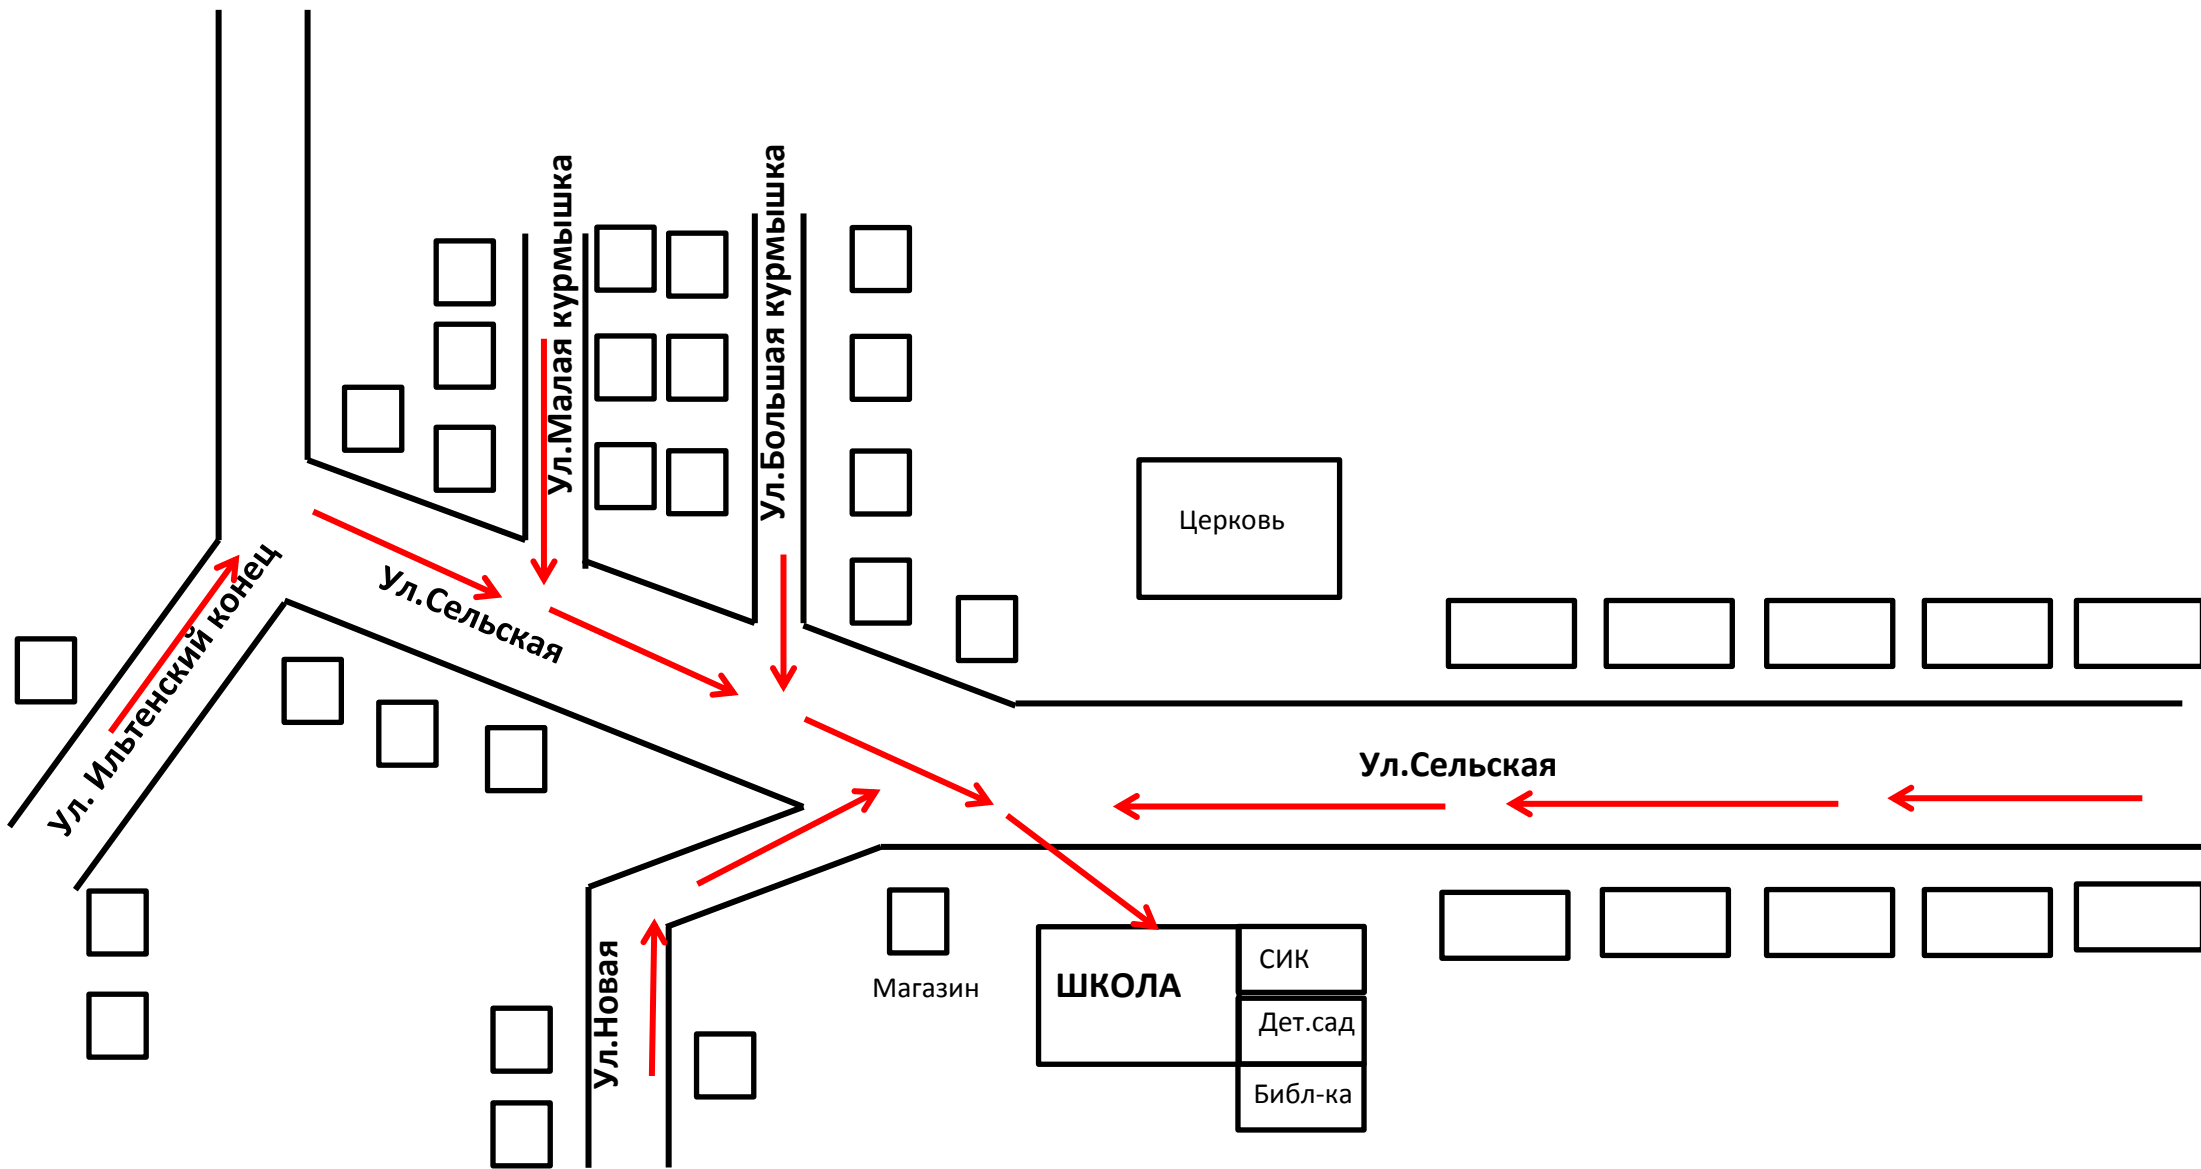 Ул.Малая курмышка
Ул.Большая курмышка
Церковь
Ул. Ильтенский конец
Ул.Сельская
Ул.Сельская
Ул.Новая
Магазин
ШКОЛА
СИК
Дет.сад
Библ-ка